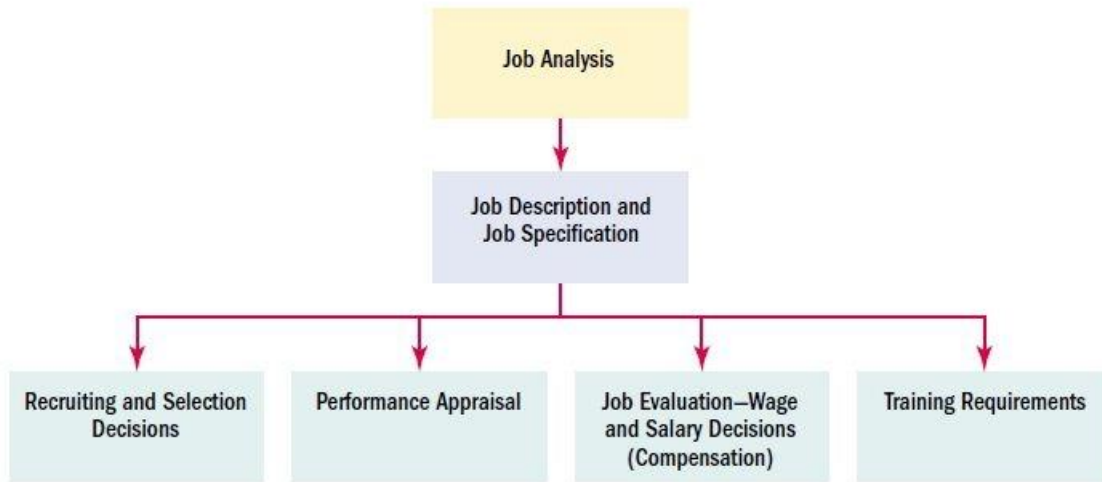 Job Analysis
Job Description and
Job Specification
Recruiting and Selection
Decisions
Performance Appraisal
Job Evaluation—Wage
and Salary Decisions
(Compensation)
Training Requirements